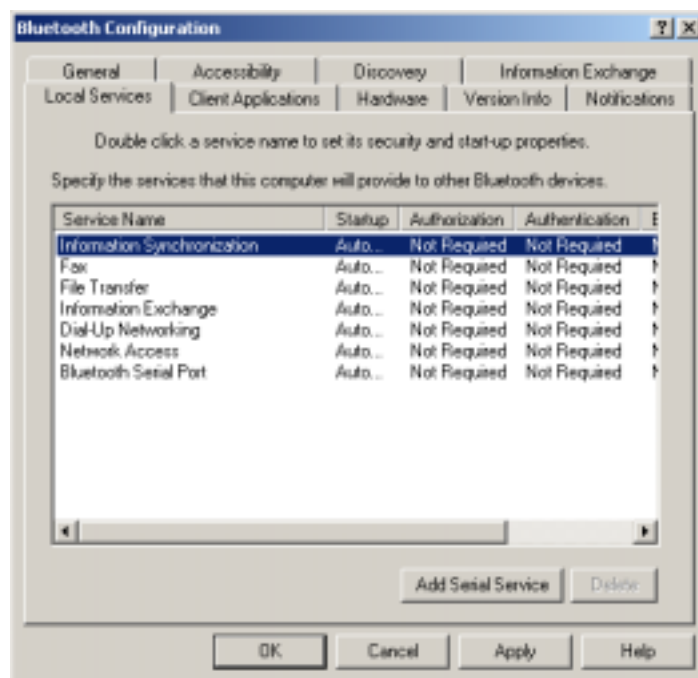 Bluetooth Configuration
General Accessibility Discovery Information Exchange
Local Services Client Applications Hardware Version Info Notifications
Double click a service name to set its security and start-up properties.
Specify the services that this computer will provide to other Bluetooth devices.
Service Name Startup Authorization Authentication E
Information Synchronization Auto... Not Required Not Required
Fax Auto... Not Required Not Required
File Transfer Auto... Not Required Not Required
Information Exchange Auto... Not Required Not Required
Dial-Up Networking Auto... Not Required Not Required
Network Access Auto... Not Required Not Required
Bluetooth Serial Port Auto... Not Required Not Required
Add Serial Service Delete
OK Cancel Apply Help